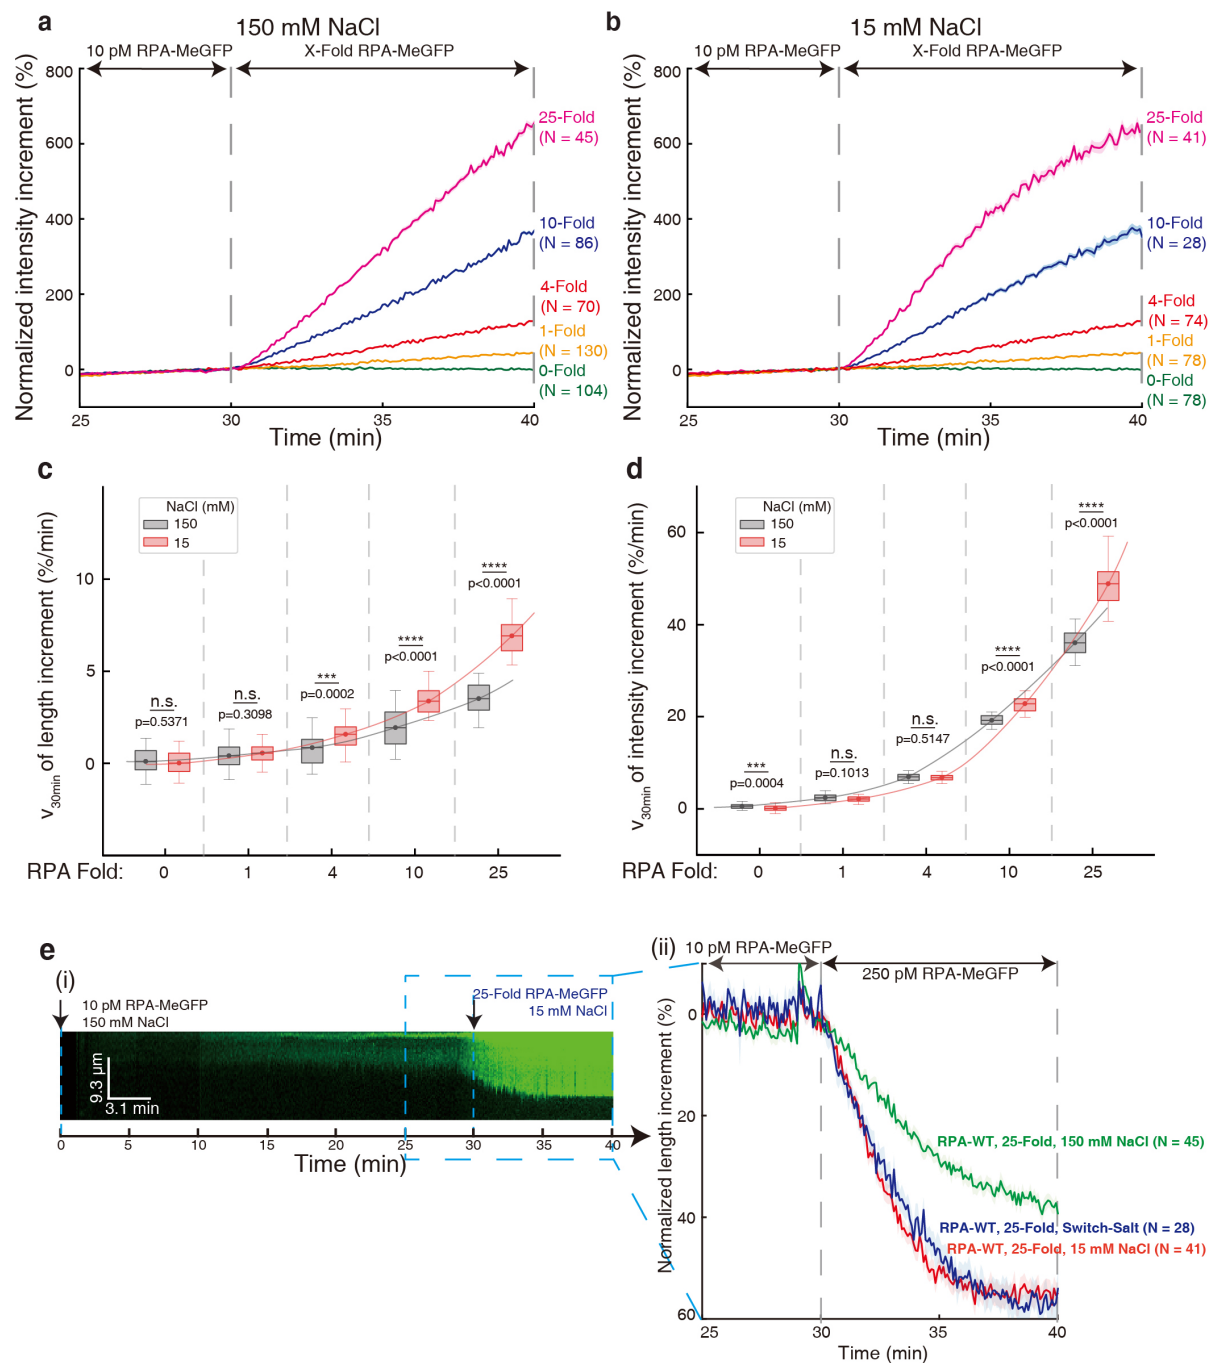 a
150 mM NaCl
10 pM RPA-MeGFP
X-Fold RPA-MeGFP
Normalized intensity increment (%)
800
600
400
200
0
25
30
35
40
Time (min)
25-Fold
(N = 45)
10-Fold
(N = 86)
4-Fold
(N = 70)
1-Fold
(N = 130)
0-Fold
(N = 104)
b
15 mM NaCl
10 pM RPA-MeGFP
X-Fold RPA-MeGFP
Normalized intensity increment (%)
800
600
400
200
0
25
30
35
40
Time (min)
25-Fold
(N = 41)
10-Fold
(N = 28)
4-Fold
(N = 74)
1-Fold
(N = 78)
0-Fold
(N = 78)
c
v30min of length increment (%/min)
NaCl (mM)
150
15
10
5
0
n.s.
p=0.5371
n.s.
p=0.3098
***
p=0.0002
****
p<0.0001
****
p<0.0001
RPA Fold:
0
1
4
10
25
d
v30min of intensity increment (%/min)
NaCl (mM)
150
15
60
40
20
0
***
p=0.0004
n.s.
p=0.1013
n.s.
p=0.5147
****
p<0.0001
****
p<0.0001
RPA Fold:
0
1
4
10
25
e
(i)
10 pM RPA-MeGFP
150 mM NaCl
25-Fold RPA-MeGFP
15 mM NaCl
9.3 μm
3.1 min
0
5
10
15
20
25
30
35
40
Time (min)
(ii)
10 pM RPA-MeGFP
250 pM RPA-MeGFP
Normalized length increment (%)
0
20
40
60
RPA-WT, 25-Fold, 150 mM NaCl (N = 45)
RPA-WT, 25-Fold, Switch-Salt (N = 28)
RPA-WT, 25-Fold, 15 mM NaCl (N = 41)
25
30
35
40
Time (min)